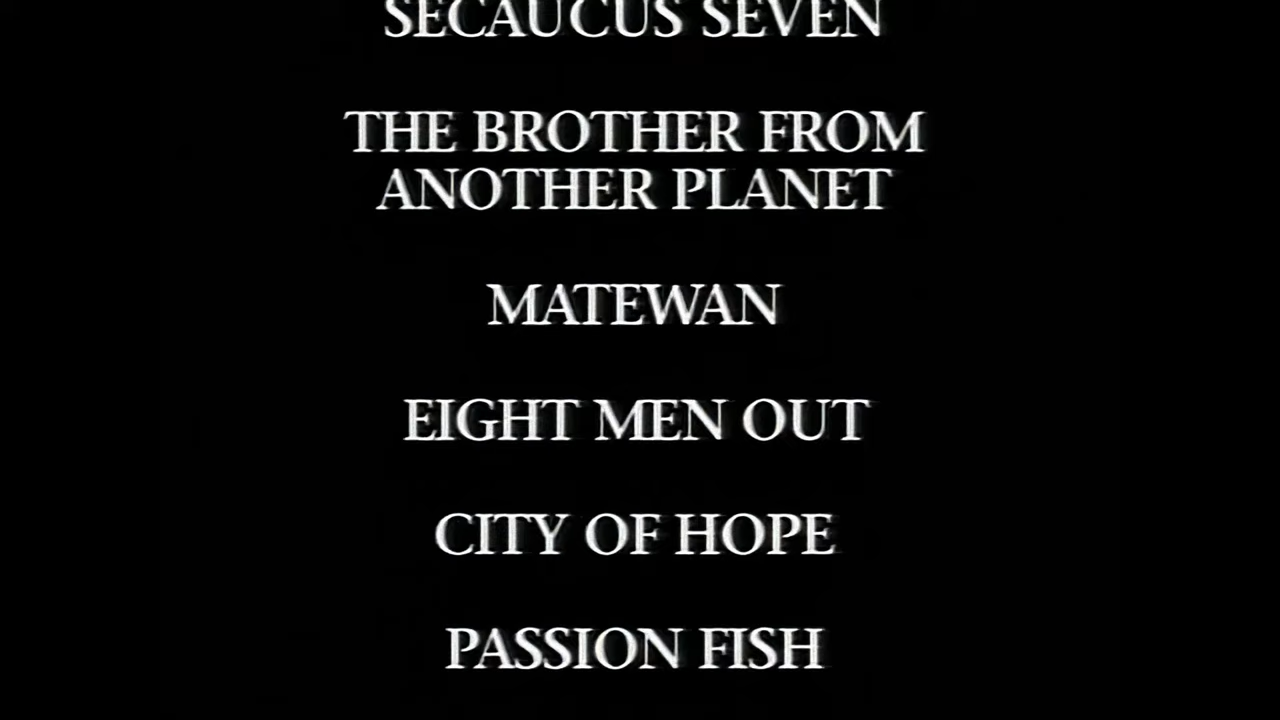 SECAUCUS SEVEN
THE BROTHER FROM
ANOTHER PLANET
MATEWAN
EIGHT MEN OUT
CITY OF HOPE
PASSION FISH